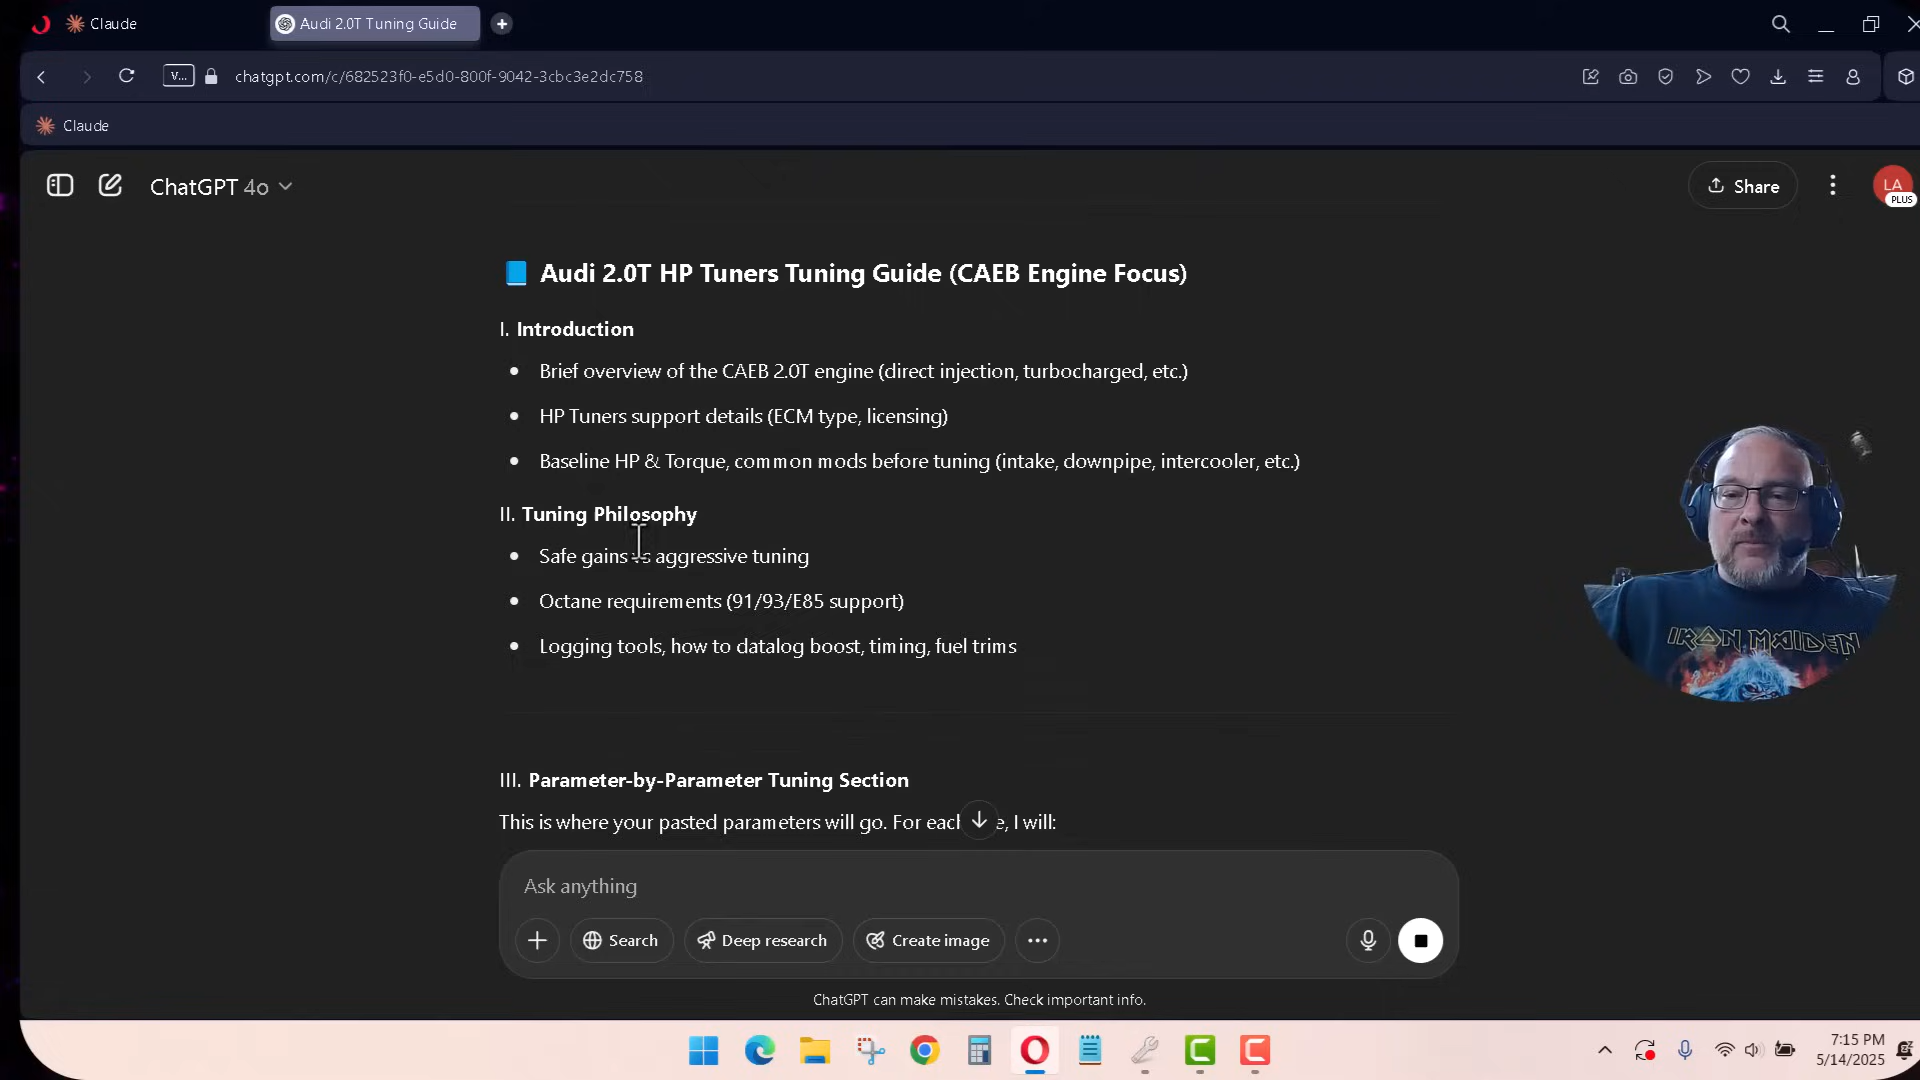 Claude
Audi 2.0T Tuning Guide
V...
chatgpt.com/c/682523f0-e5d0-800f-9042-3cbc3e2dc758
Claude
ChatGPT 4o
Share
LA
PLUS
Audi 2.0T HP Tuners Tuning Guide (CAEB Engine Focus)
I. Introduction
Brief overview of the CAEB 2.0T engine (direct injection, turbocharged, etc.)
HP Tuners support details (ECM type, licensing)
Baseline HP & Torque, common mods before tuning (intake, downpipe, intercooler, etc.)
II. Tuning Philosophy
Safe gains aggressive tuning
Octane requirements (91/93/E85 support)
Logging tools, how to datalog boost, timing, fuel trims
III. Parameter-by-Parameter Tuning Section
This is where your pasted parameters will go. For I will:
IRON MAIDEN
Ask anything
Search
Deep research
Create image
ChatGPT can make mistakes. Check important info.
7:15 PM
5/14/2025